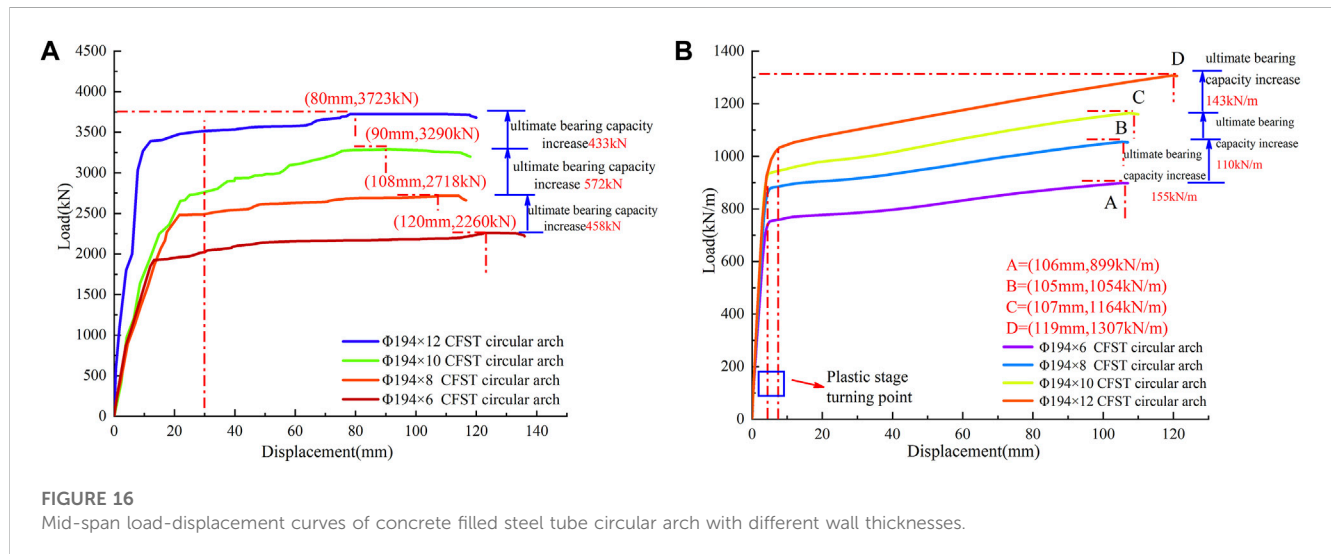 A
Load(kN)
4500
4000
3500
3000
2500
2000
1500
1000
500
0
0 20 40 60 80 100 120 140
Displacement(mm)
(80mm,3723kN)
(90mm,3290kN)
(108mm,2718kN)
(120mm,2260kN)
ultimate bearing capacity
increase433kN
ultimate bearing capacity
increase 572kN
ultimate bearing capacity
increase458kN
Φ194×12 CFST circular arch
Φ194×10 CFST circular arch
Φ194×8 CFST circular arch
Φ194×6 CFST circular arch
B
Load(kN/m)
1400
1200
1000
800
600
400
200
0
0 20 40 60 80 100 120
Displacement(mm)
D
C
B
A
ultimate bearing
capacity increase
143kN/m
ultimate bearing
capacity increase
110kN/m
ultimate bearing
capacity increase
155kN/m
A=(106mm,899kN/m)
B=(105mm,1054kN/m)
C=(107mm,1164kN/m)
D=(119mm,1307kN/m)
Φ194×6 CFST circular arch
Φ194×8 CFST circular arch
Φ194×10 CFST circular arch
Φ194×12 CFST circular arch
Plastic stage
turning point
FIGURE 16
Mid-span load-displacement curves of concrete filled steel tube circular arch with different wall thicknesses.